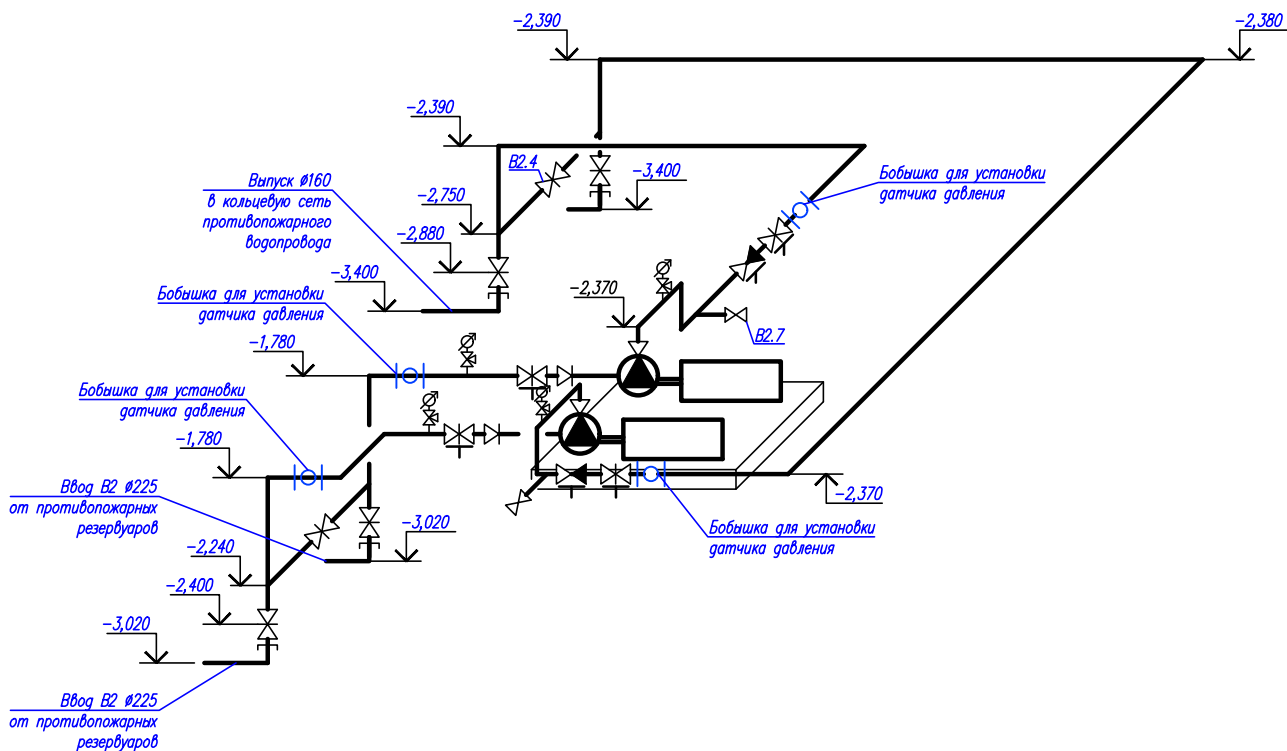 -2,390
-2,380
-2,390
В2.4
-3,400
Выпуск ø160
в кольцевую сеть
противопожарного
водопровода
Бобышка для установки
датчика давления
-2,750
-2,880
-3,400
Бобышка для установки
датчика давления
-2,370
-1,780
В2.7
Бобышка для установки
датчика давления
-1,780
Ввод В2 ø225
от противопожарных
резервуаров
-2,370
-3,020
Бобышка для установки
датчика давления
-2,240
-2,400
-3,020
Ввод В2 ø225
от противопожарных
резервуаров